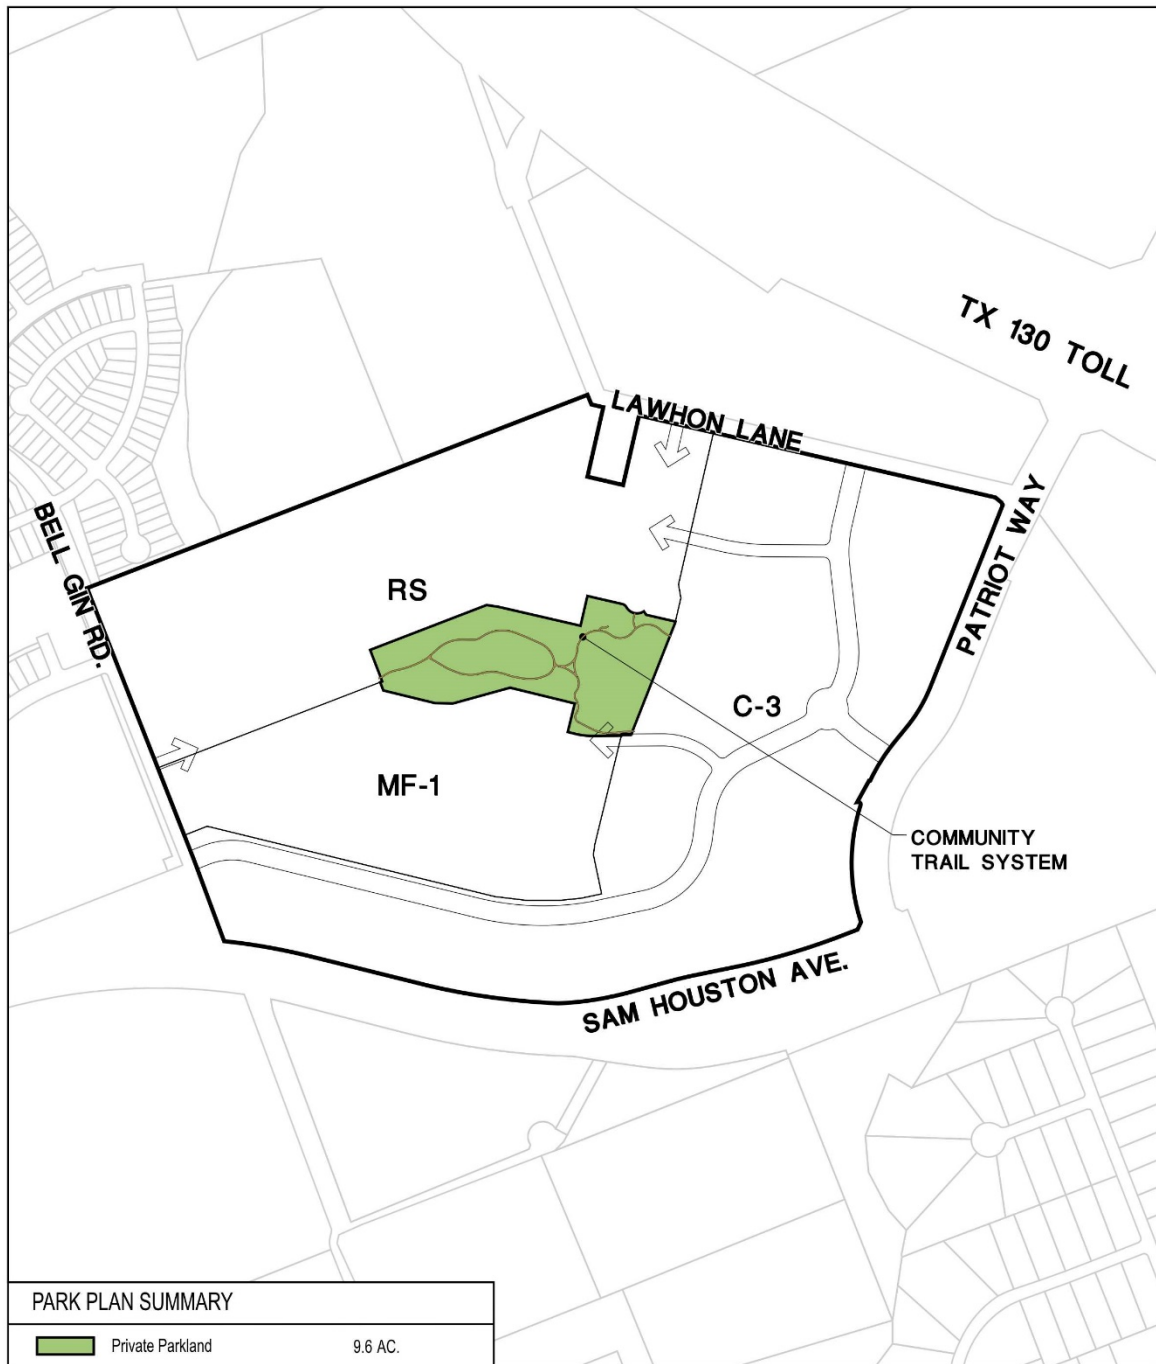 TX 130 TOLL
LAWHON LANE
BELL GIN RD.
PATRIOT WAY
RS
C-3
MF-1
COMMUNITY
TRAIL SYSTEM
SAM HOUSTON AVE.
PARK PLAN SUMMARY
Private Parkland 9.6 AC.